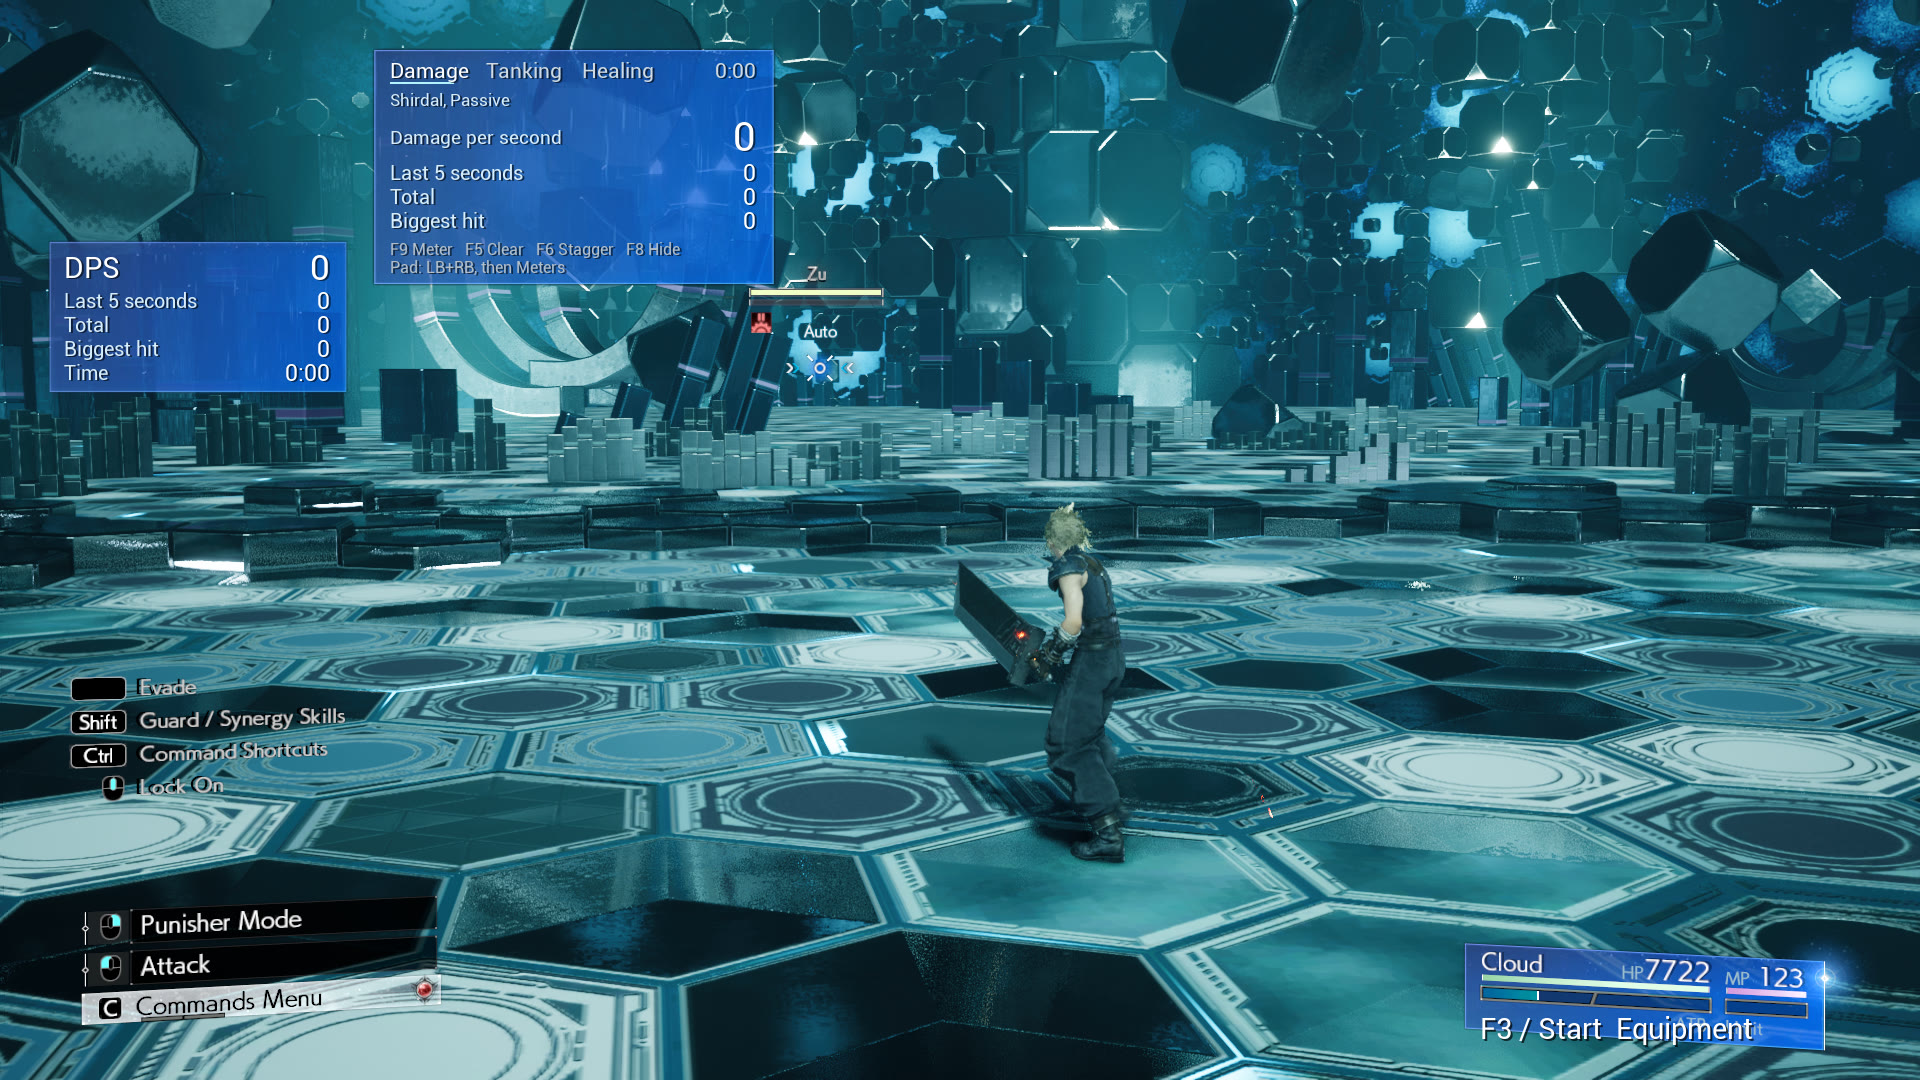 Damage Tanking Healing 0:00
Shirdal, Passive
Damage per second 0
Last 5 seconds 0
Total 0
Biggest hit 0
F9 Meter F5 Clear F6 Stagger F8 Hide
Pad: LB+RB, then Meters
DPS 0
Last 5 seconds 0
Total 0
Biggest hit 0
Time 0:00
Zu
Auto
Evade
Shift Guard / Synergy Skills
Ctrl Command Shortcuts
Lock On
Punisher Mode
Attack
C Commands Menu
Cloud HP 7722 MP 123
ATB
F3 / Start Equipment